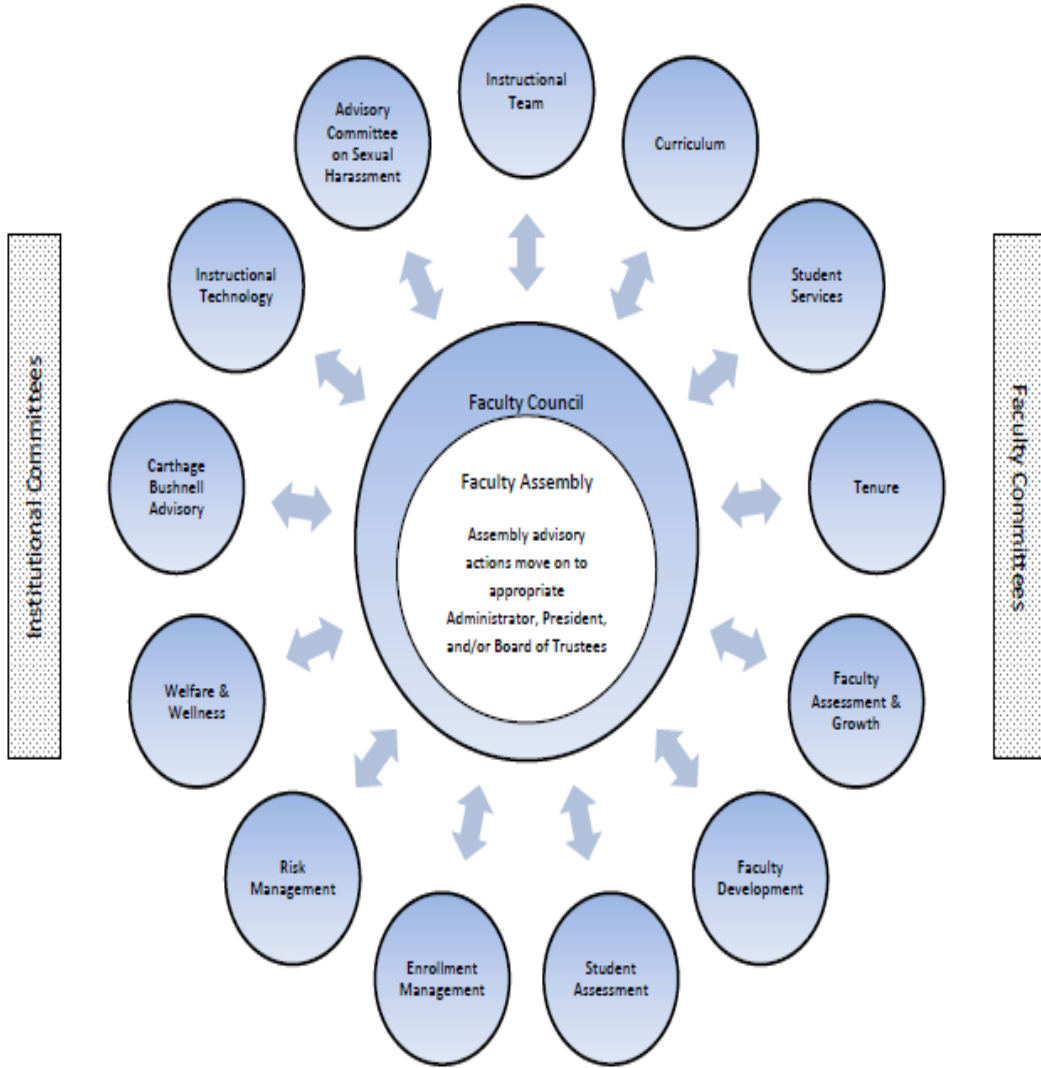 Instructional
Team
Advisory
Committee
on Sexual
Harassment
Curriculum
Instructional
Technology
Student
Services
Institutional Committees
Faculty Committees
Faculty Council
Carthage
Bushnell
Advisory
Faculty Assembly
Assembly advisory
actions move on to
appropriate
Administrator, President,
and/or Board of Trustees
Tenure
Welfare &
Wellness
Faculty
Assessment &
Growth
Risk
Management
Faculty
Development
Enrollment
Management
Student
Assessment